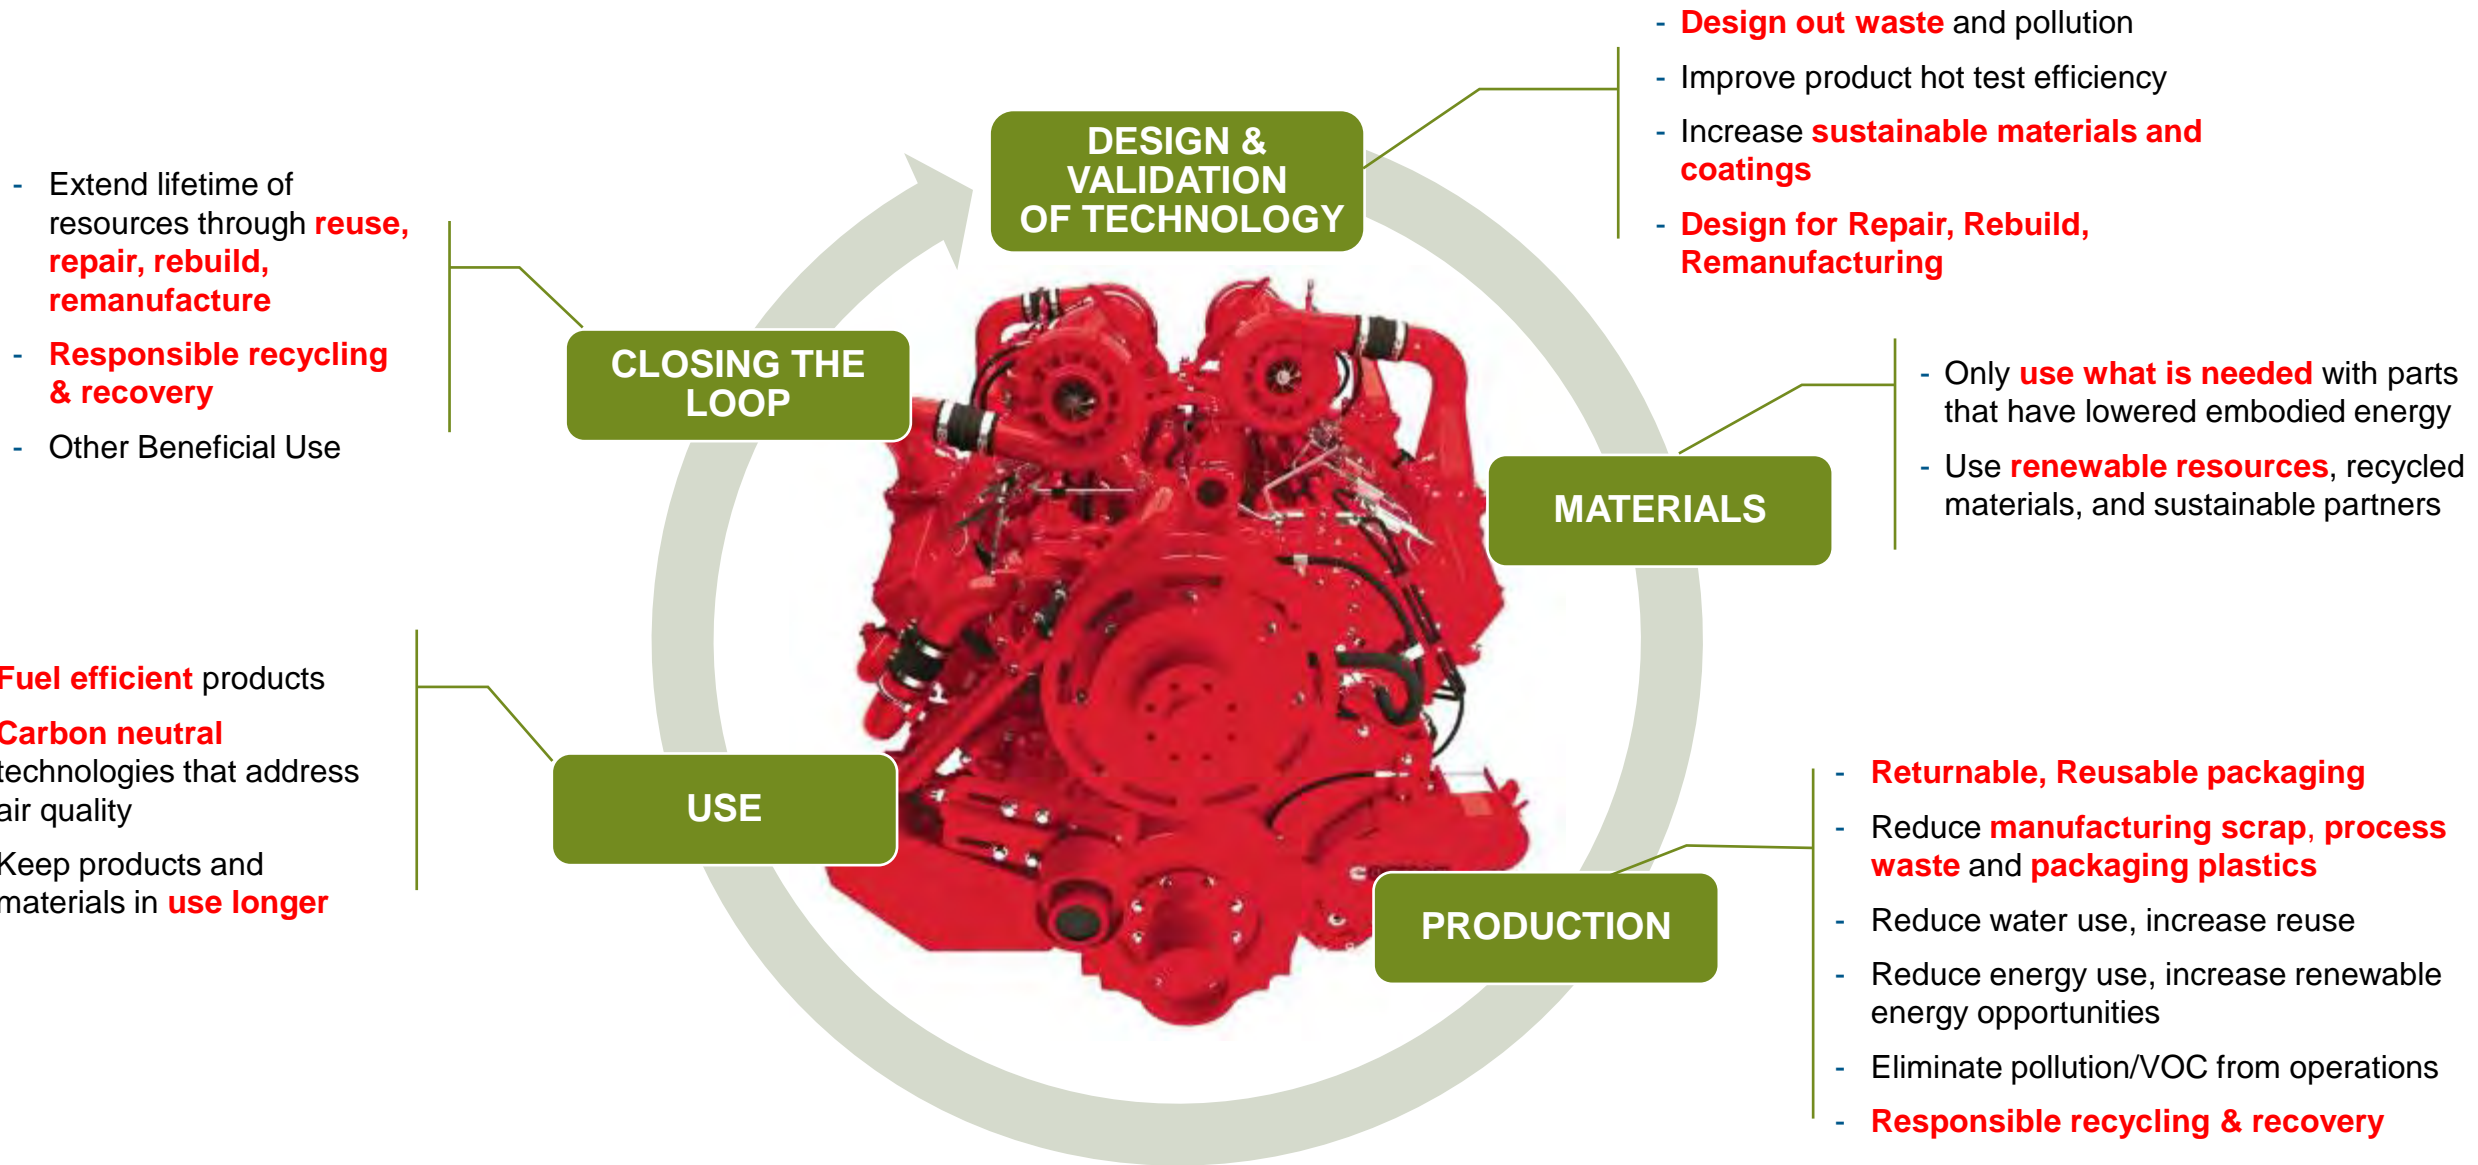 DESIGN &
VALIDATION
OF TECHNOLOGY
- Design out waste and pollution
- Improve product hot test efficiency
- Increase sustainable materials and
coatings
- Design for Repair, Rebuild,
Remanufacturing
MATERIALS
- Only use what is needed with parts
that have lowered embodied energy
- Use renewable resources, recycled
materials, and sustainable partners
PRODUCTION
- Returnable, Reusable packaging
- Reduce manufacturing scrap, process
waste and packaging plastics
- Reduce water use, increase reuse
- Reduce energy use, increase renewable
energy opportunities
- Eliminate pollution/VOC from operations
- Responsible recycling & recovery
USE
Fuel efficient products
Carbon neutral
technologies that address
air quality
Keep products and
materials in use longer
CLOSING THE
LOOP
- Extend lifetime of
resources through reuse,
repair, rebuild,
remanufacture
- Responsible recycling
& recovery
- Other Beneficial Use